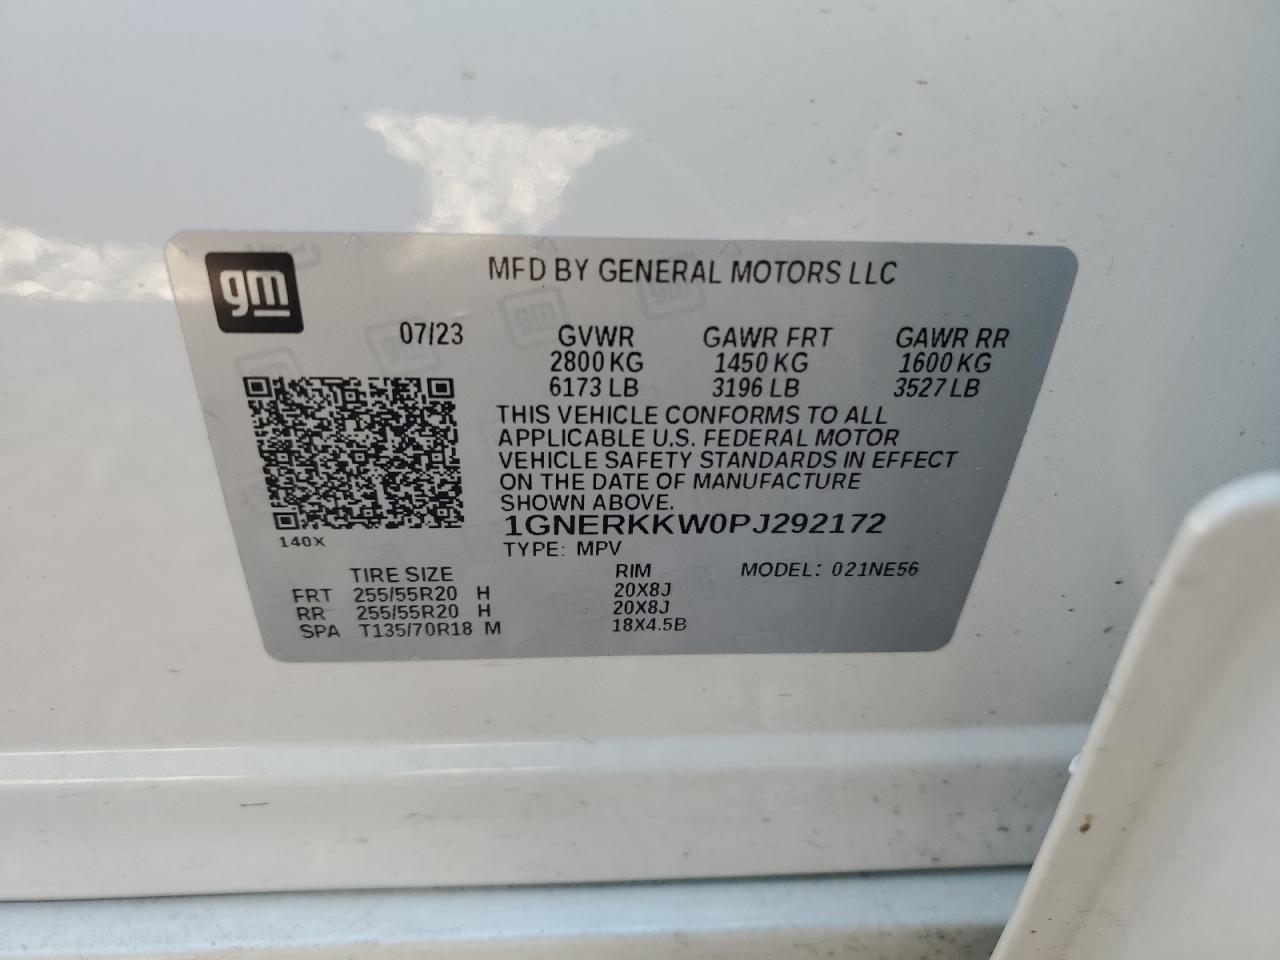 gm
MFD BY GENERAL MOTORS LLC
07/23 GVWR GAWR FRT GAWR RR
2800 KG 1450 KG 1600 KG
6173 LB 3196 LB 3527 LB
THIS VEHICLE CONFORMS TO ALL
APPLICABLE U.S. FEDERAL MOTOR
VEHICLE SAFETY STANDARDS IN EFFECT
ON THE DATE OF MANUFACTURE
SHOWN ABOVE.
1GNERKKW0PJ292172
140X
TYPE: MPV
TIRE SIZE RIM MODEL: 021NE56
FRT 255/55R20 H 20X8J
RR 255/55R20 H 20X8J
SPA T135/70R18 M 18X4.5B